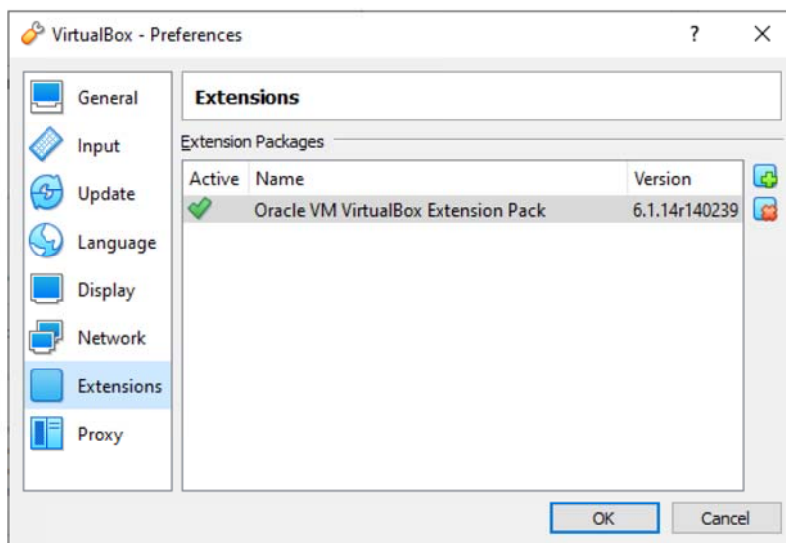 VirtualBox - Preferences
?
General
Input
Update
Language
Display
Network
Extensions
Proxy
Extensions
Extension Packages
Active Name Version
Oracle VM VirtualBox Extension Pack 6.1.14r140239
OK Cancel